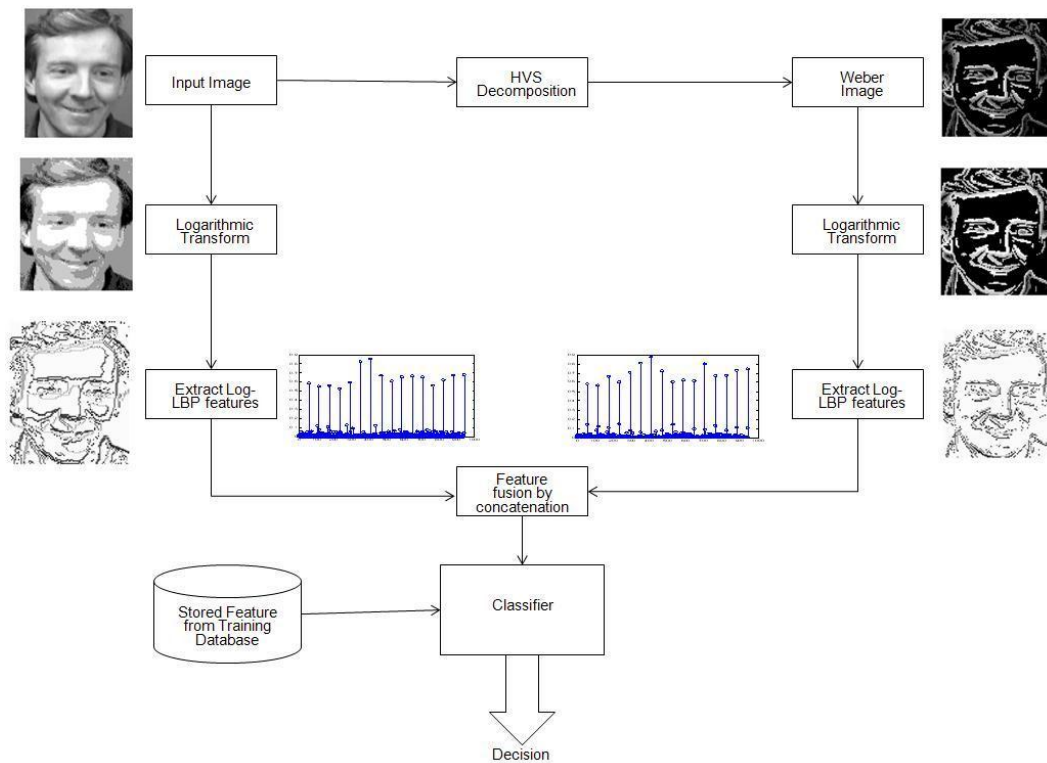 Input Image
HVS
Decomposition
Weber
Image
Logarithmic
Transform
Logarithmic
Transform
Extract Log-
LBP features
Extract Log-
LBP features
Feature
fusion by
concatenation
Stored Feature
from Training
Database
Classifier
Decision